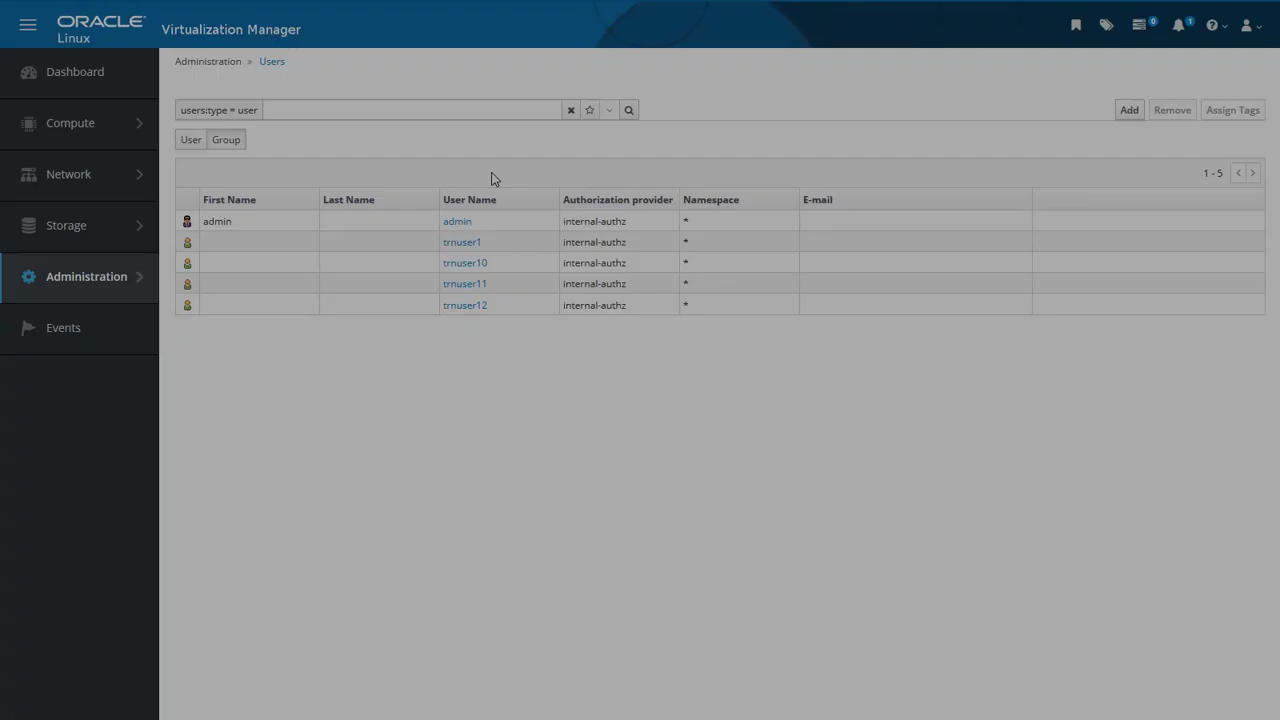 ORACLE
Linux
Virtualization Manager
0
1
Dashboard
Compute
Network
Storage
Administration
Events
Administration » Users
users:type = user
Add
Remove
Assign Tags
User
Group
1 - 5
First Name Last Name User Name Authorization provider Namespace E-mail
admin admin internal-authz *
trnuser1 internal-authz *
trnuser10 internal-authz *
trnuser11 internal-authz *
trnuser12 internal-authz *